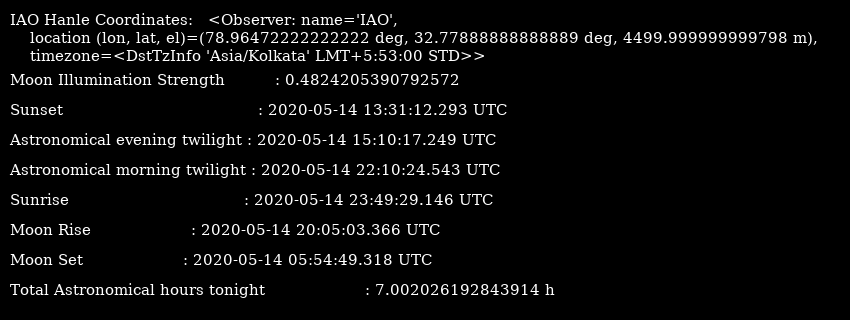 IAO Hanle Coordinates: <Observer: name='IAO',
location (lon, lat, el)=(78.96472222222222 deg, 32.77888888888889 deg, 4499.999999999798 m),
timezone=<DstTzInfo 'Asia/Kolkata' LMT+5:53:00 STD>>
Moon Illumination Strength : 0.4824205390792572
Sunset : 2020-05-14 13:31:12.293 UTC
Astronomical evening twilight : 2020-05-14 15:10:17.249 UTC
Astronomical morning twilight : 2020-05-14 22:10:24.543 UTC
Sunrise : 2020-05-14 23:49:29.146 UTC
Moon Rise : 2020-05-14 20:05:03.366 UTC
Moon Set : 2020-05-14 05:54:49.318 UTC
Total Astronomical hours tonight : 7.002026192843914 h